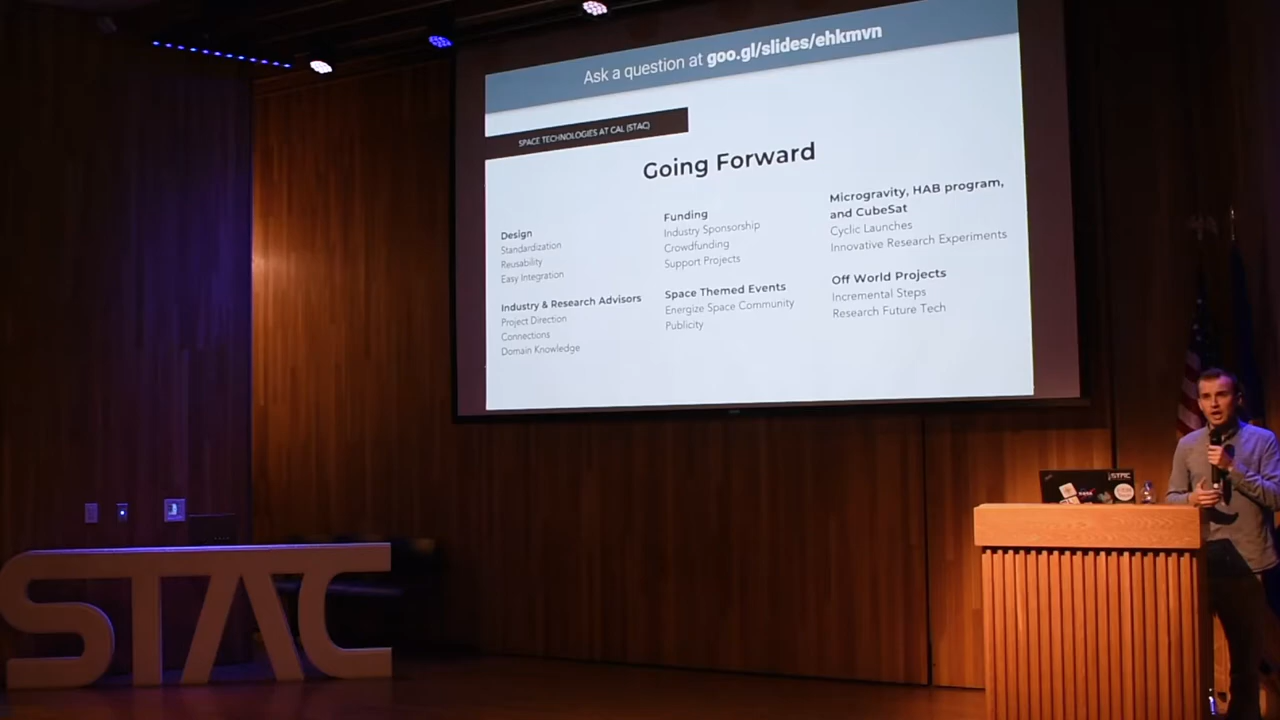 Ask a question at goo.gl/slides/ehkmvn
SPACE TECHNOLOGIES AT CAL (STAC)
Going Forward
Design
Standardization
Reusability
Easy Integration
Industry & Research Advisors
Project Direction
Connections
Domain Knowledge
Funding
Industry Sponsorship
Crowdfunding
Support Projects
Space Themed Events
Energize Space Community
Publicity
Microgravity, HAB program,
and CubeSat
Cyclic Launches
Innovative Research Experiments
Off World Projects
Incremental Steps
Research Future Tech
STAC
NASA
STAC